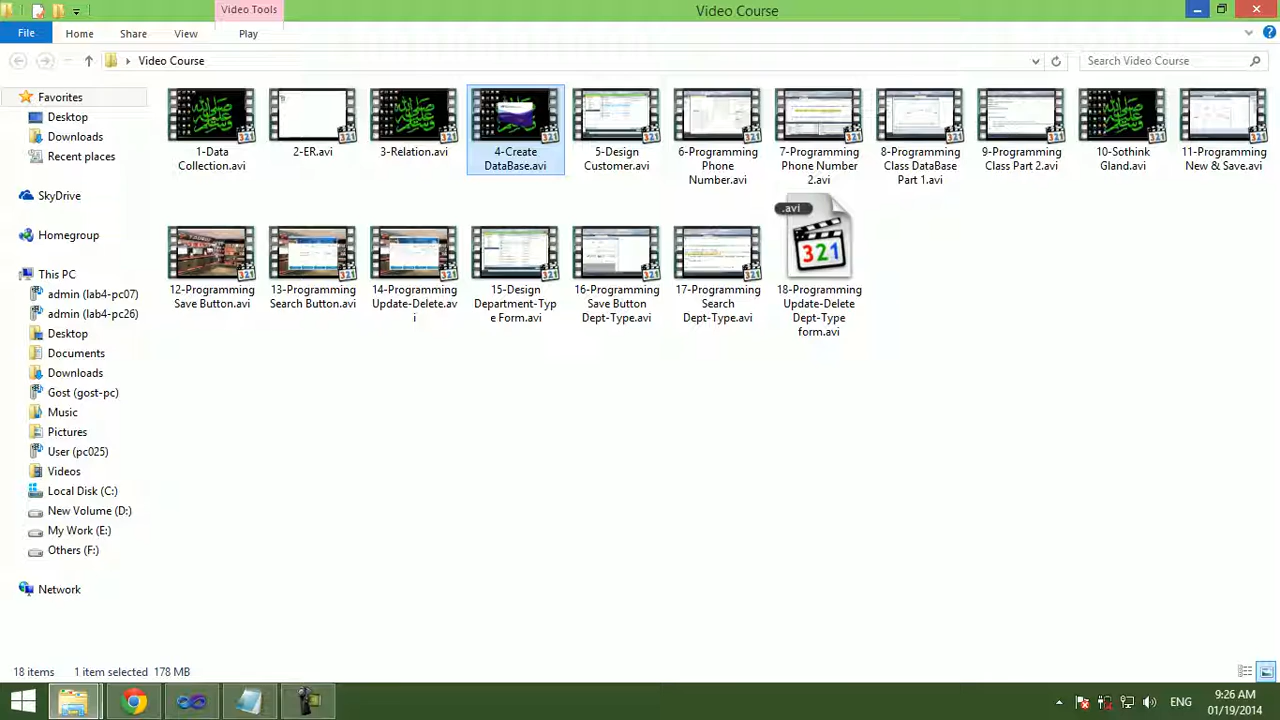 Video Tools
Video Course
File
Home
Share
View
Play
Video Course
Search Video Course
Favorites
Desktop
Downloads
Recent places
SkyDrive
Homegroup
This PC
admin (lab4-pc07)
admin (lab4-pc26)
Desktop
Documents
Downloads
Gost (gost-pc)
Music
Pictures
User (pc025)
Videos
Local Disk (C:)
New Volume (D:)
My Work (E:)
Others (F:)
Network
1-Data
Collection.avi
2-ER.avi
3-Relation.avi
4-Create
DataBase.avi
5-Design
Customer.avi
6-Programming
Phone
Number.avi
7-Programming
Phone Number
2.avi
8-Programming
Class DataBase
Part 1.avi
9-Programming
Class Part 2.avi
10-Sothink
Gland.avi
11-Programming
New & Save.avi
12-Programming
Save Button.avi
13-Programming
Search Button.avi
14-Programming
Update-Delete.av
i
15-Design
Department-Typ
e Form.avi
16-Programming
Save Button
Dept-Type.avi
17-Programming
Search
Dept-Type.avi
.avi
321
18-Programming
Update-Delete
Dept-Type
form.avi
18 items
1 item selected 178 MB
ENG
9:26 AM
01/19/2014